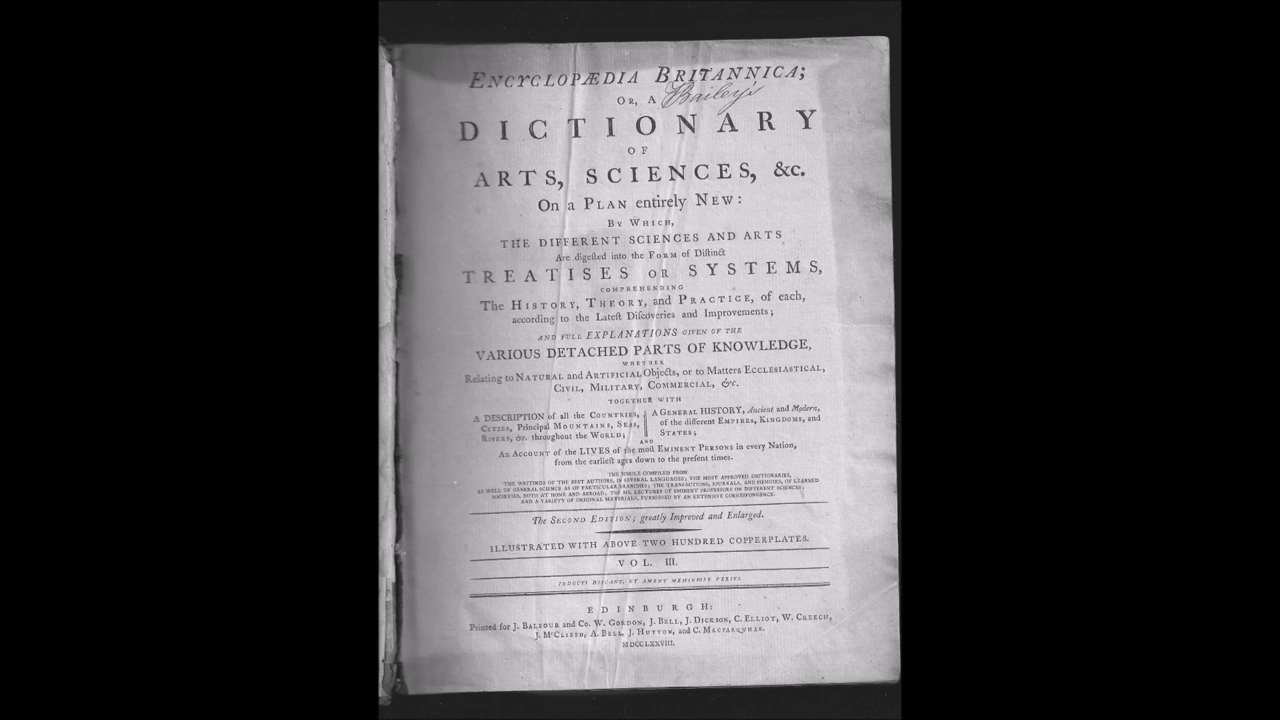 ENCYCLOPÆDIA BRITANNICA;
OR, A Bailey's
DICTIONARY
OF
ARTS, SCIENCES, &c.
On a PLAN entirely NEW:
BY WHICH,
THE DIFFERENT SCIENCES AND ARTS
Are digeſted into the FORM of Diſtinct
TREATISES OR SYSTEMS,
COMPREHENDING
The HISTORY, THEORY, and PRACTICE, of each,
according to the Lateſt Diſcoveries and Improvements;
AND FULL EXPLANATIONS GIVEN OF THE
VARIOUS DETACHED PARTS OF KNOWLEDGE,
WHETHER
Relating to NATURAL and ARTIFICIAL Objects, or to Matters ECCLESIASTICAL,
CIVIL, MILITARY, COMMERCIAL, &c.
TOGETHER WITH
A DESCRIPTION of all the COUNTRIES,
CITIES, Principal MOUNTAINS, SEAS,
RIVERS, &c. throughout the WORLD;
A GENERAL HISTORY, Ancient and Modern,
of the different EMPIRES, KINGDOMS, and
STATES;
AND
An ACCOUNT of the LIVES of the moſt EMINENT PERSONS in every Nation,
from the earlieſt ages down to the preſent times.
THE WHOLE COMPILED FROM
THE WRITINGS OF THE BEST AUTHORS, IN SEVERAL LANGUAGES; THE MOST APPROVED DICTIONARIES,
AS WELL OF GENERAL SCIENCE AS OF PARTICULAR BRANCHES; THE TRANSACTIONS, JOURNALS, AND MEMOIRS, OF LEARNED
SOCIETIES, BOTH AT HOME AND ABROAD; THE MS. LECTURES OF EMINENT PROFESSORS ON DIFFERENT SCIENCES;
AND A VARIETY OF ORIGINAL MATERIALS, FURNISHED BY AN EXTENSIVE CORRESPONDENCE.
The SECOND EDITION; greatly Improved and Enlarged.
ILLUSTRATED WITH ABOVE TWO HUNDRED COPPERPLATES.
VOL. III.
INDOCTI DISCANT, ET AMENT MEMINISSE PERITI.
EDINBURGH:
Printed for J. BALFOUR and Co. W. GORDON, J. BELL, J. DICKSON, C. ELLIOT, W. CREECH,
J. MCCLIESH, A. BELL, J. HUTTON, and C. MACFARQUHAR.
MDCCLXXVIII.